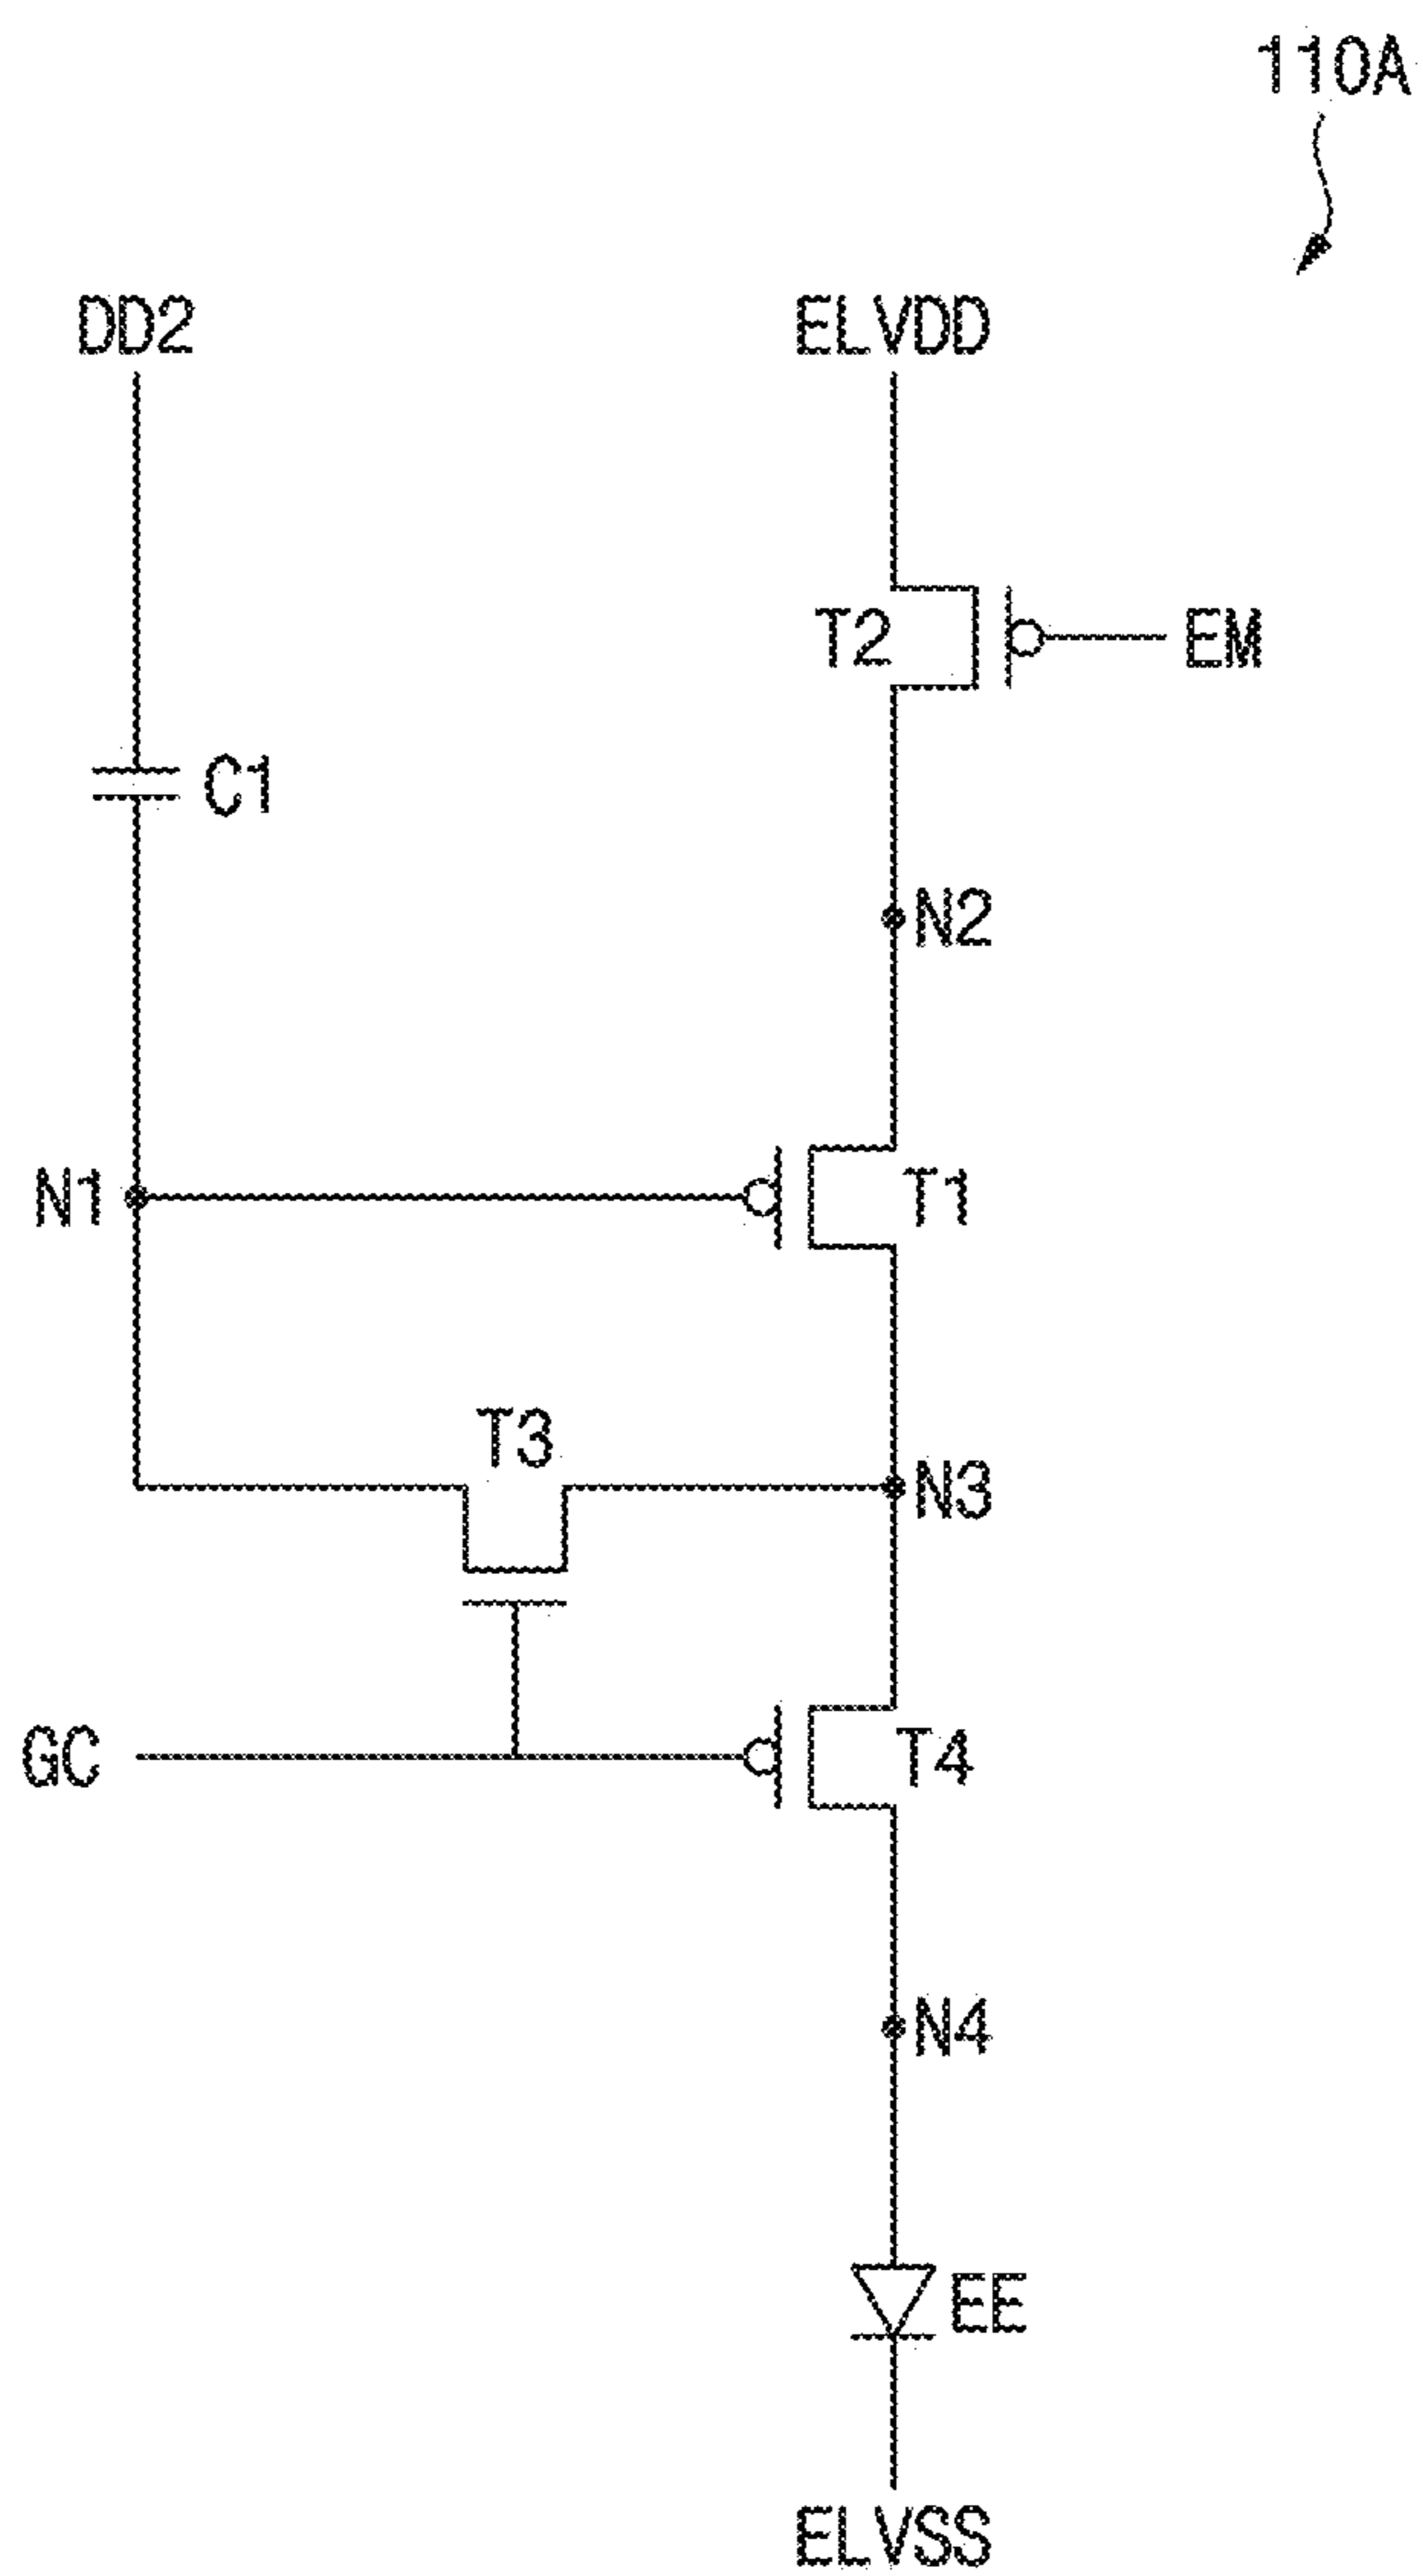 110A
DD2
ELVDD
T2
EM
C1
N2
N1
T1
T3
N3
GC
T4
N4
EE
ELVSS